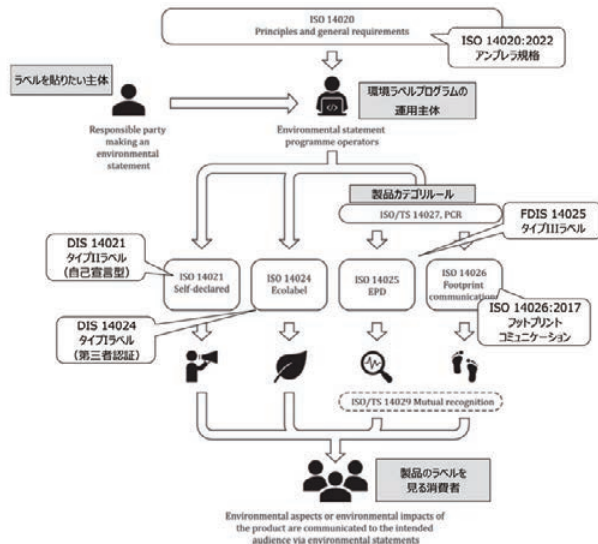 ISO 14020
Principles and general requirements
ISO 14020:2022
アンブレラ規格
ラベルを貼りたい主体
環境ラベルプログラムの
運用主体
Responsible party
making an
environmental
statement
Environmental statement
programme operators
製品カテゴリルール
ISO/TS 14027, PCR
FDIS 14025
タイプIIIラベル
DIS 14021
タイプIIラベル
(自己宣言型)
ISO 14021
Self-declared
ISO 14024
Ecolabel
ISO 14025
EPD
ISO 14026
Footprint
communications
DIS 14024
タイプIラベル
(第三者認証)
ISO 14026:2017
フットプリント
コミュニケーション
ISO/TS 14029 Mutual recognition
製品のラベルを
見る消費者
Environmental aspects or environmental impacts of
the product are communicated to the intended
audience via environmental statements